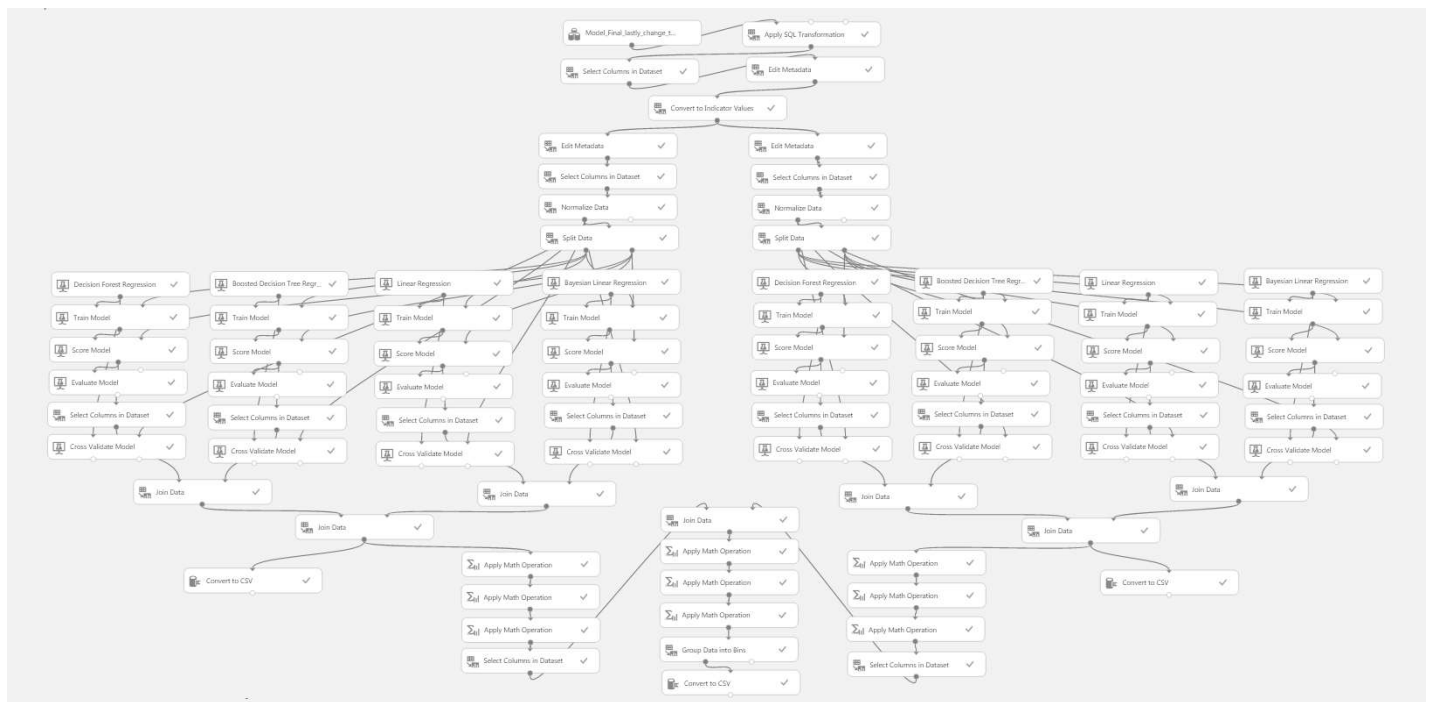 Model_Final_lastly_change_t...
Apply SQL Transformation
Select Columns in Dataset
Edit Metadata
Convert to Indicator Values
Edit Metadata
Edit Metadata
Select Columns in Dataset
Select Columns in Dataset
Normalize Data
Normalize Data
Split Data
Split Data
Decision Forest Regression
Boosted Decision Tree Regr...
Linear Regression
Bayesian Linear Regression
Decision Forest Regression
Boosted Decision Tree Regr...
Linear Regression
Bayesian Linear Regression
Train Model
Train Model
Train Model
Train Model
Train Model
Train Model
Train Model
Train Model
Score Model
Score Model
Score Model
Score Model
Score Model
Score Model
Score Model
Score Model
Evaluate Model
Evaluate Model
Evaluate Model
Evaluate Model
Evaluate Model
Evaluate Model
Evaluate Model
Evaluate Model
Select Columns in Dataset
Select Columns in Dataset
Select Columns in Dataset
Select Columns in Dataset
Select Columns in Dataset
Select Columns in Dataset
Select Columns in Dataset
Select Columns in Dataset
Cross Validate Model
Cross Validate Model
Cross Validate Model
Cross Validate Model
Cross Validate Model
Cross Validate Model
Cross Validate Model
Cross Validate Model
Join Data
Join Data
Join Data
Join Data
Join Data
Join Data
Join Data
Convert to CSV
Apply Math Operation
Apply Math Operation
Apply Math Operation
Convert to CSV
Apply Math Operation
Apply Math Operation
Apply Math Operation
Apply Math Operation
Apply Math Operation
Apply Math Operation
Select Columns in Dataset
Group Data into Bins
Select Columns in Dataset
Convert to CSV